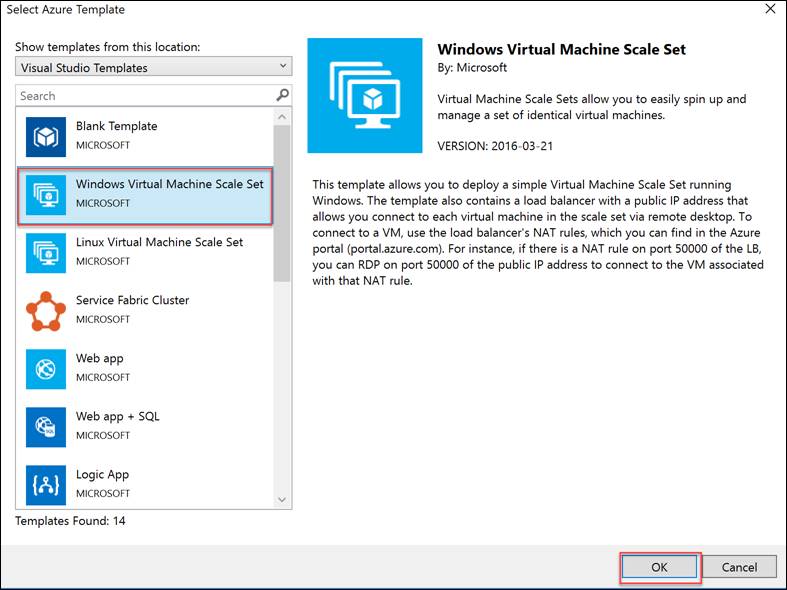 Select Azure Template
Show templates from this location:
Visual Studio Templates
Search
Blank Template
MICROSOFT
Windows Virtual Machine Scale Set
MICROSOFT
Linux Virtual Machine Scale Set
MICROSOFT
Service Fabric Cluster
MICROSOFT
Web app
MICROSOFT
Web app + SQL
MICROSOFT
Logic App
MICROSOFT
Templates Found: 14
Windows Virtual Machine Scale Set
By: Microsoft
Virtual Machine Scale Sets allow you to easily spin up and
manage a set of identical virtual machines.
VERSION: 2016-03-21
This template allows you to deploy a simple Virtual Machine Scale Set running
Windows. The template also contains a load balancer with a public IP address that
allows you connect to each virtual machine in the scale set via remote desktop. To
connect to a VM, use the load balancer's NAT rules, which you can find in the Azure
portal (portal.azure.com). For instance, if there is a NAT rule on port 50000 of the LB,
you can RDP on port 50000 of the public IP address to connect to the VM associated
with that NAT rule.
OK
Cancel